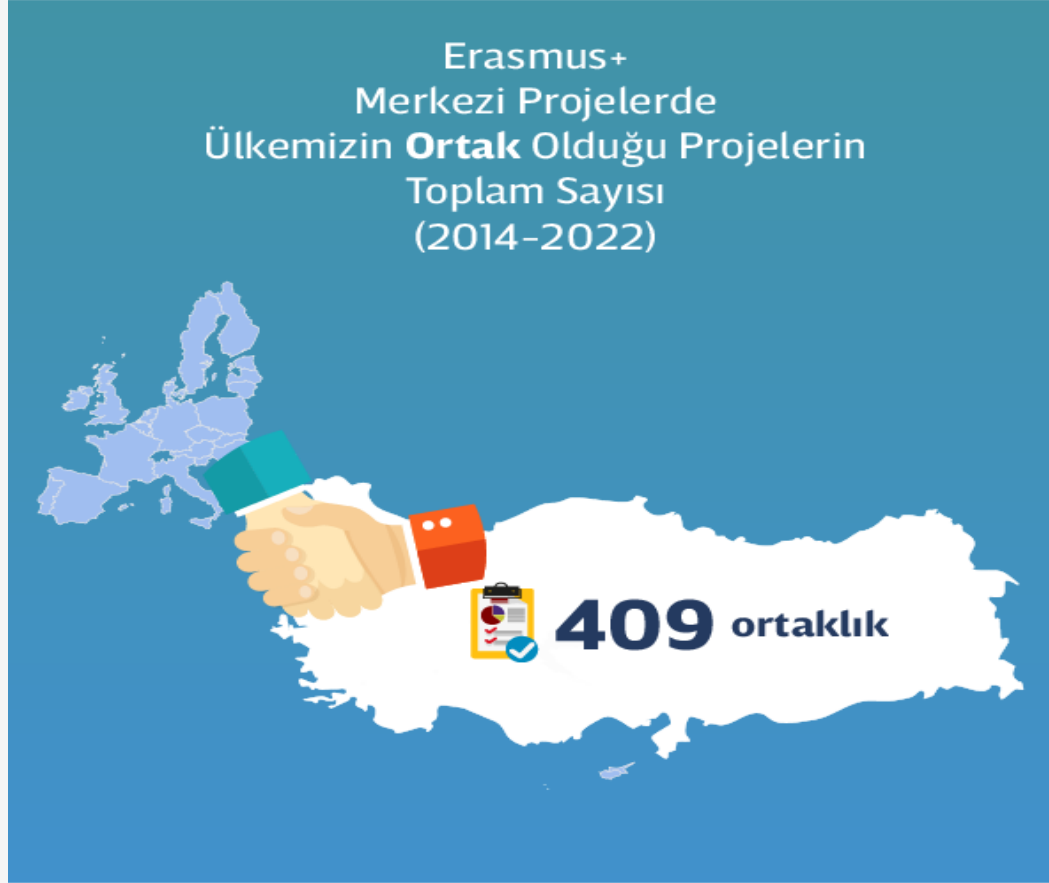 Erasmus+
Merkezi Projelerde
Ülkemizin Ortak Olduğu Projelerin
Toplam Sayısı
(2014-2022)
409 ortaklık